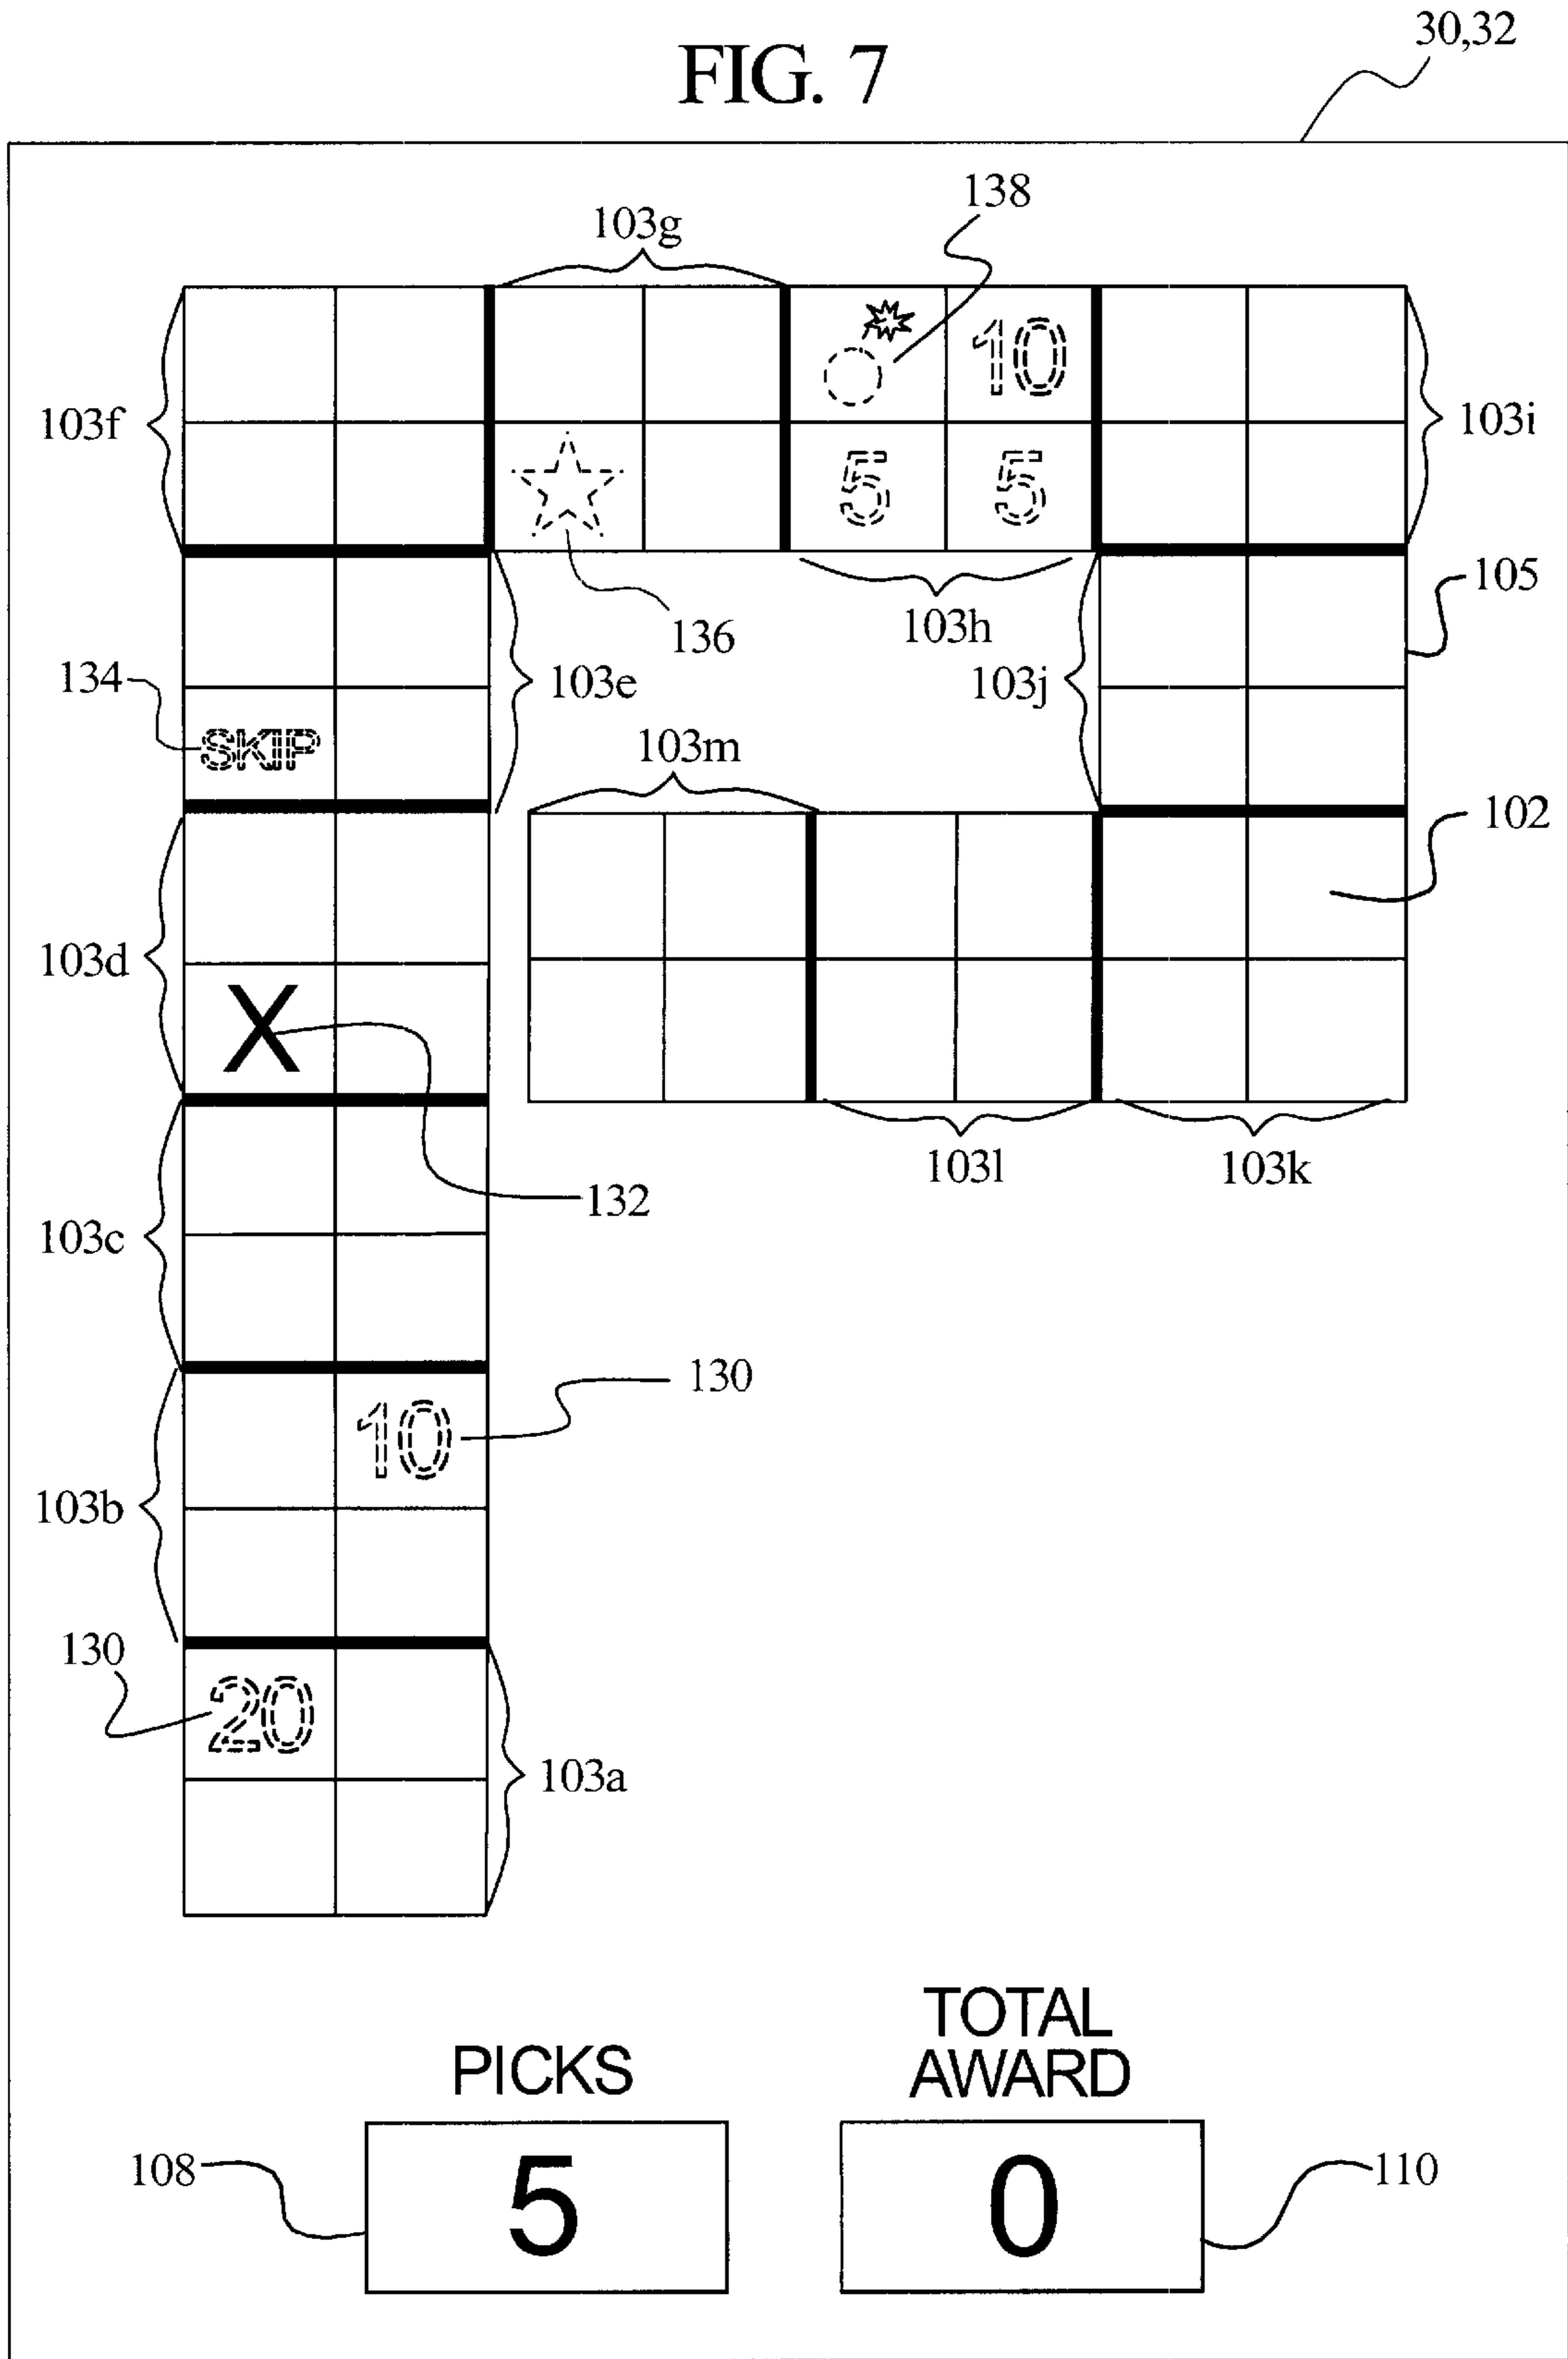 FIG. 7
30,32
138
103g
10
103f
103i
5 5
105
136
103h
134
103e
103j
SKIP
103m
102
103d
X
103l
103k
132
103c
130
10
103b
130
20
103a
PICKS
TOTAL
AWARD
108
5
0
110